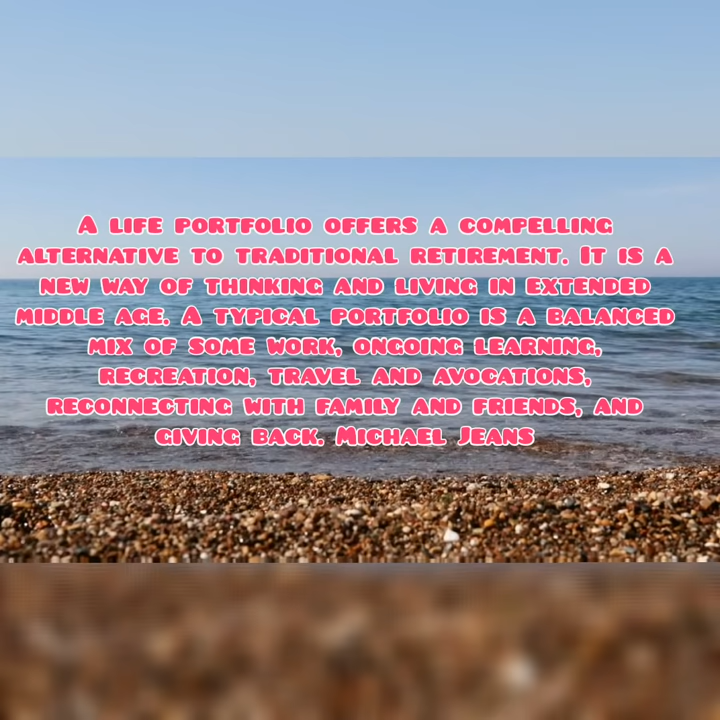 A life portfolio offers a compelling
alternative to traditional retirement. It is a
new way of thinking and living in extended
middle age. A typical portfolio is a balanced
mix of some work, ongoing learning,
recreation, travel and avocations,
reconnecting with family and friends, and
giving back. Michael Jeans